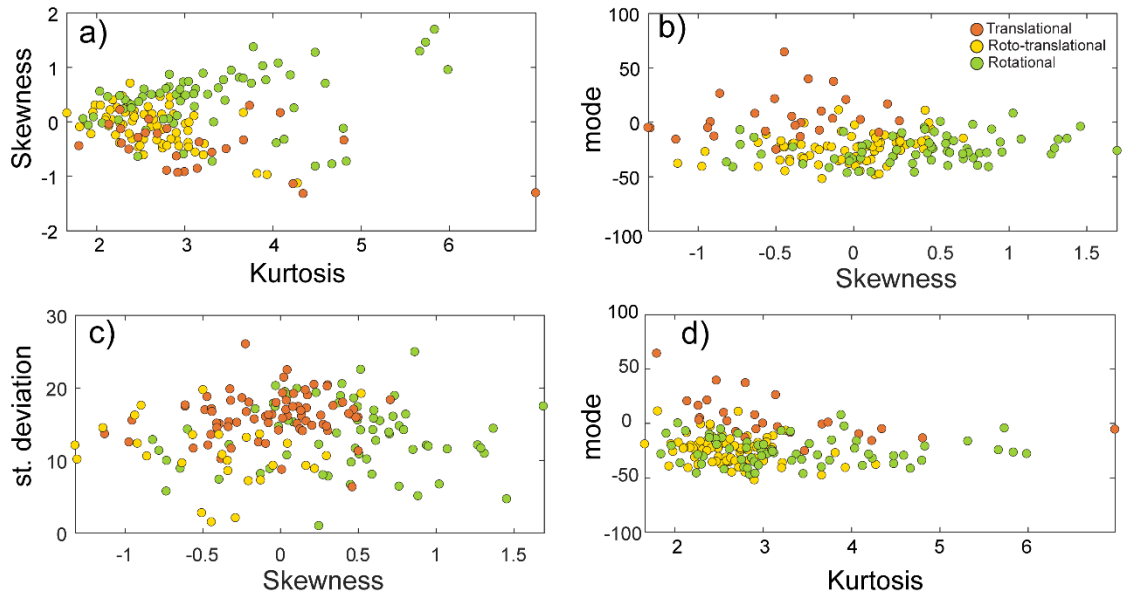 a)
Skewness
2
1
0
-1
-2
2
3
4
5
6
Kurtosis
b)
Translational
Roto-translational
Rotational
mode
100
50
0
-50
-100
-1
-0.5
0
0.5
1
1.5
Skewness
c)
st. deviation
30
20
10
0
-1
-0.5
0
0.5
1
1.5
Skewness
d)
mode
100
50
0
-50
-100
2
3
4
5
6
Kurtosis